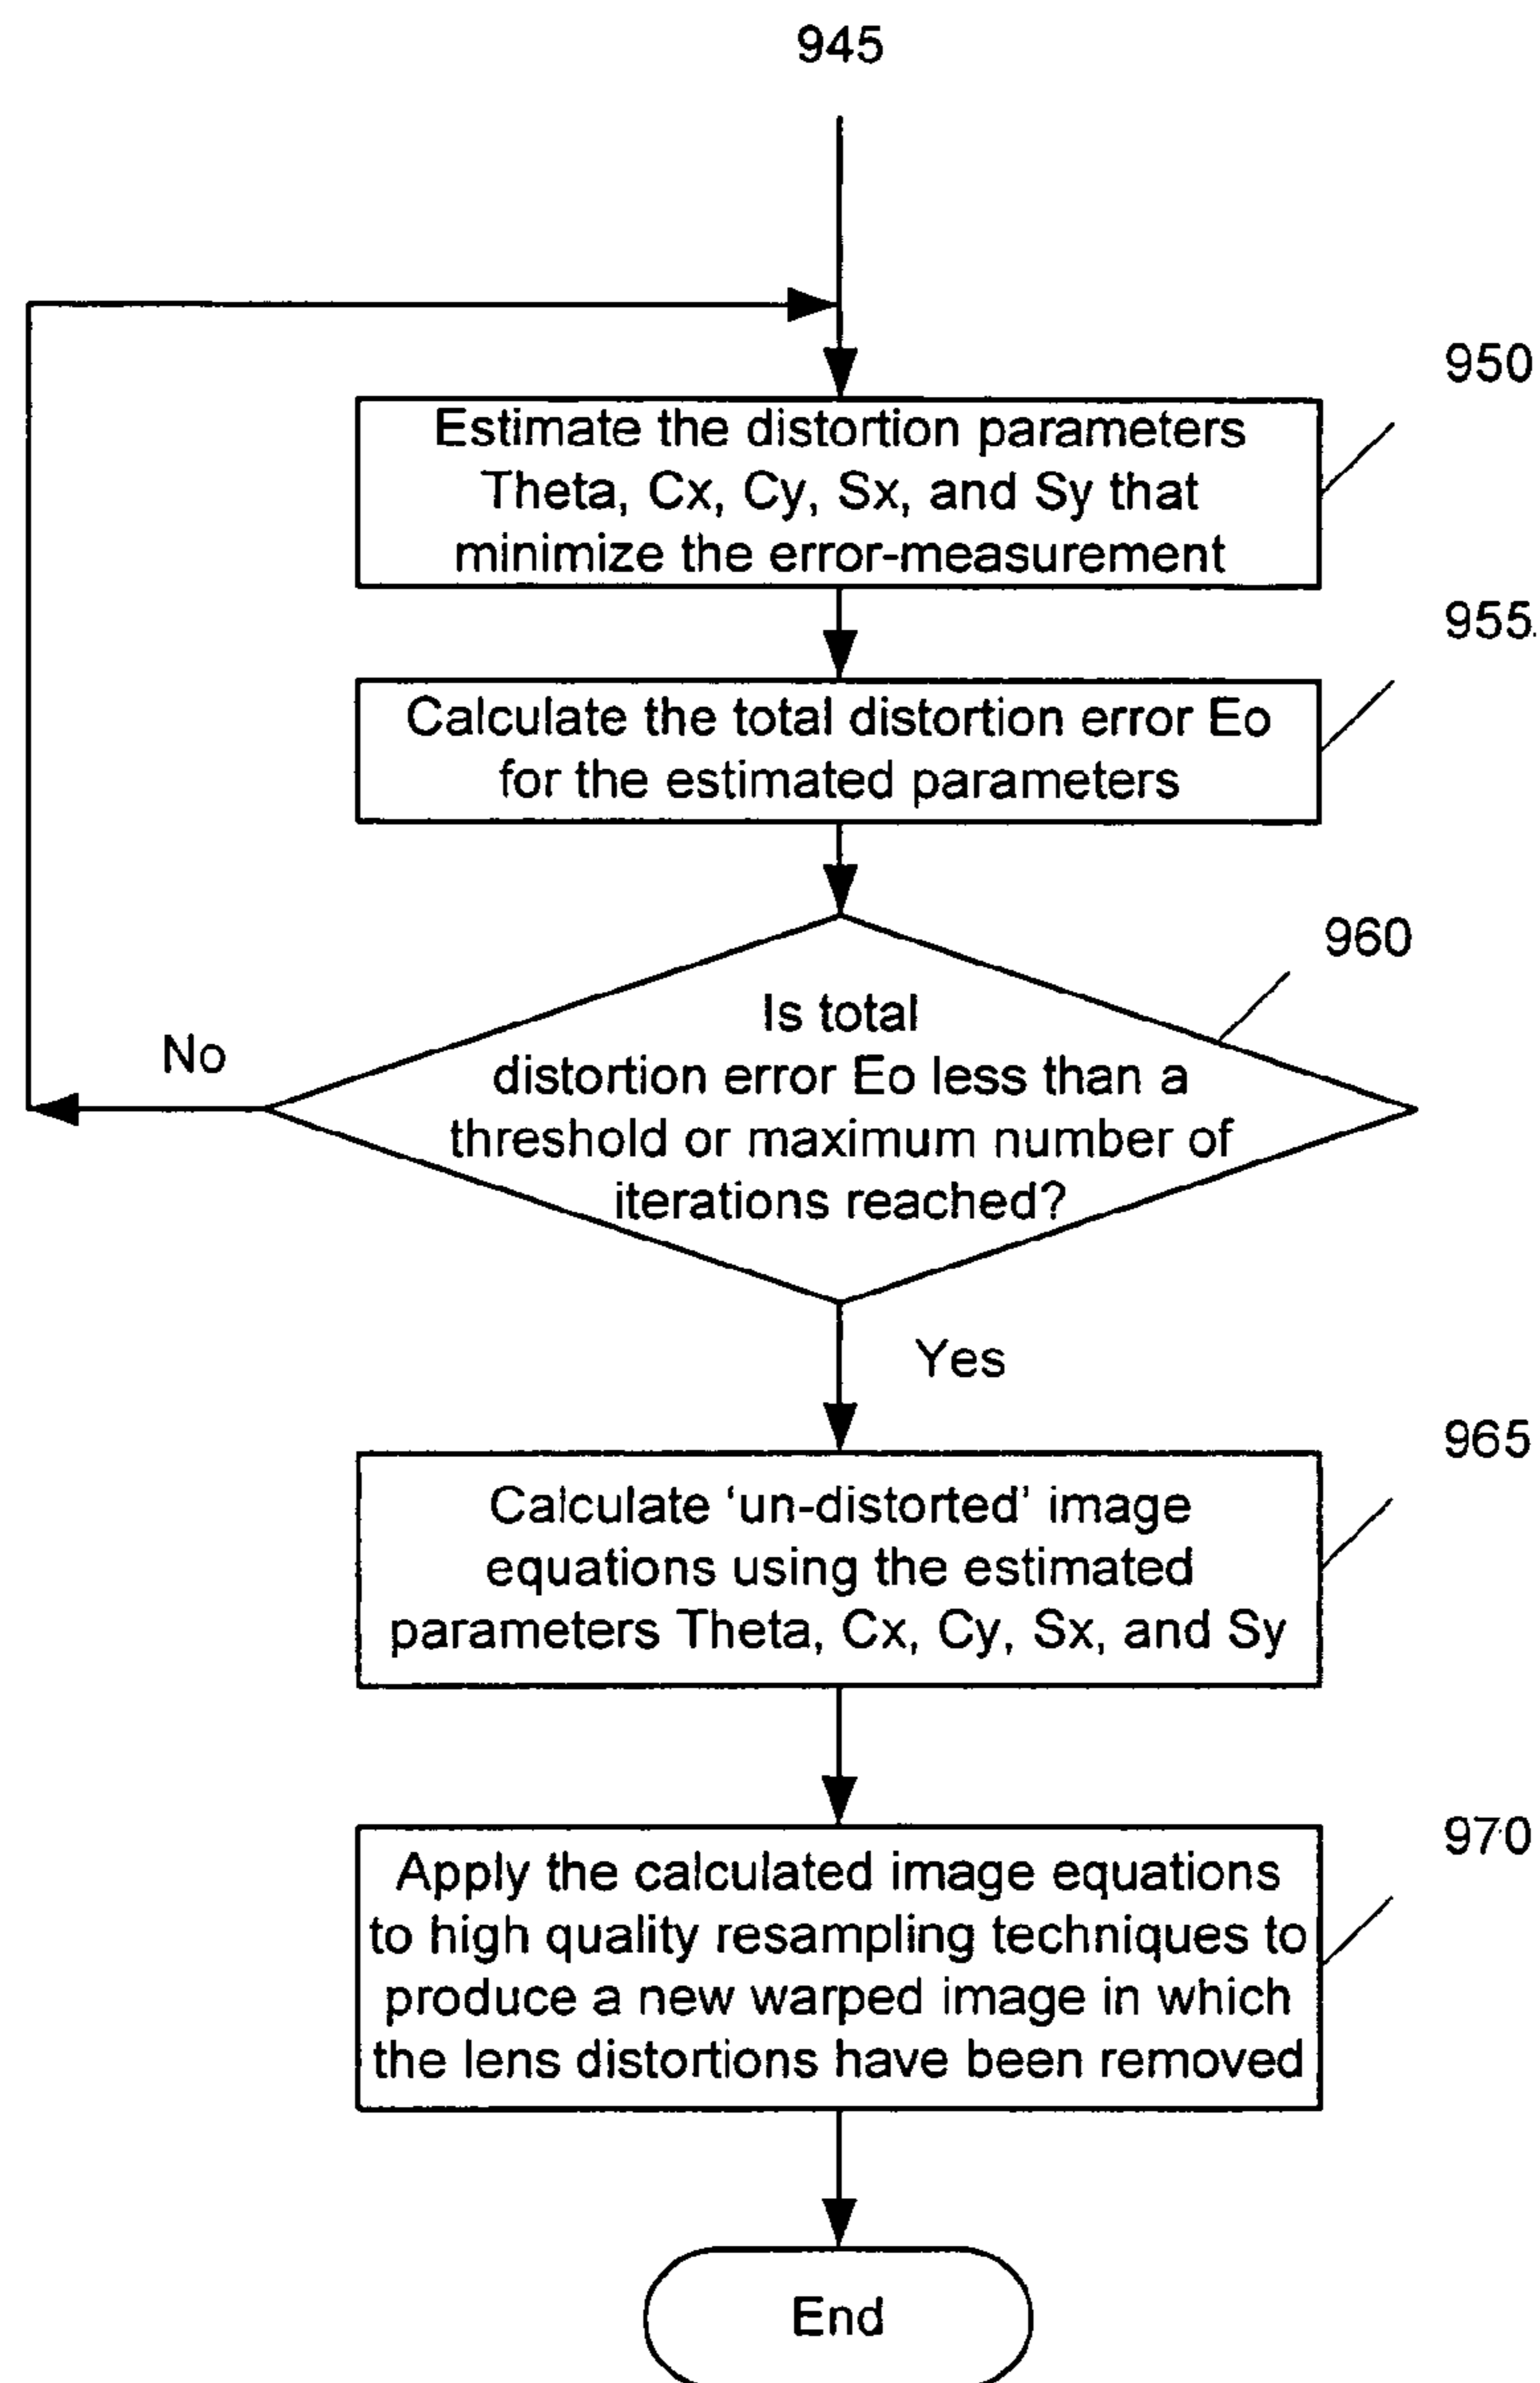 945
950
Estimate the distortion parameters
Theta, Cx, Cy, Sx, and Sy that
minimize the error-measurement
955
Calculate the total distortion error Eo
for the estimated parameters
960
Is total
distortion error Eo less than a
threshold or maximum number of
iterations reached?
No
Yes
965
Calculate ‘un-distorted’ image
equations using the estimated
parameters Theta, Cx, Cy, Sx, and Sy
970
Apply the calculated image equations
to high quality resampling techniques to
produce a new warped image in which
the lens distortions have been removed
End